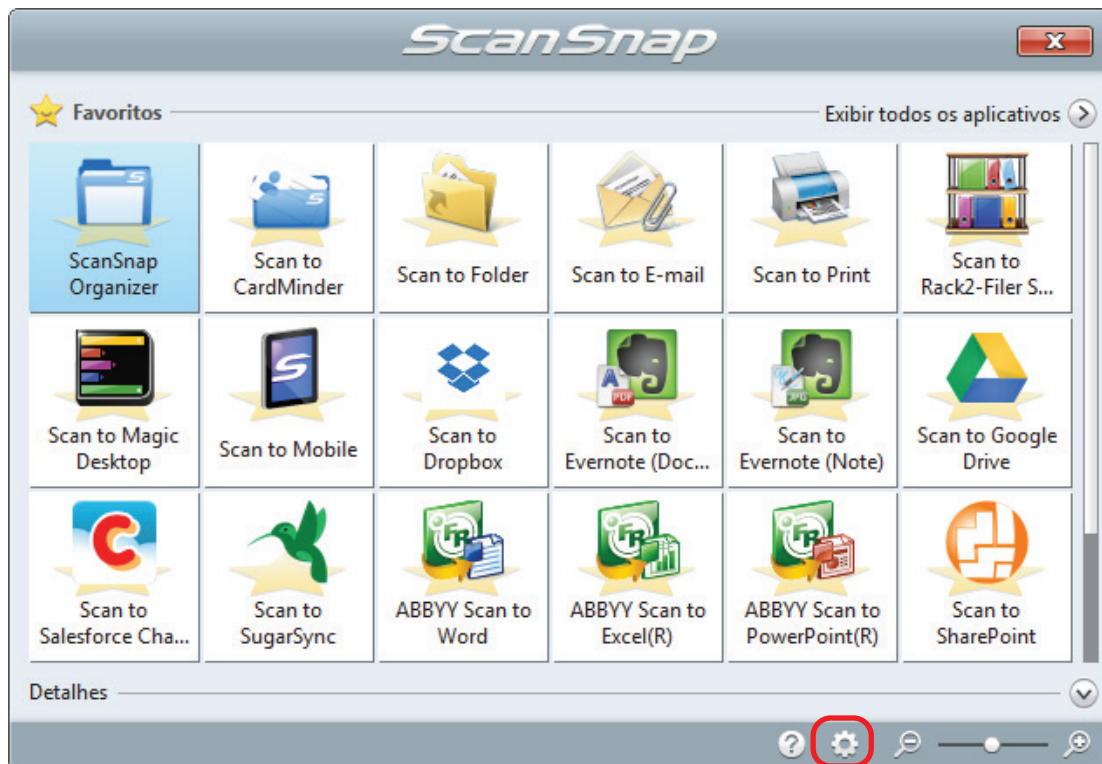 ScanSnap
Favoritos
Exibir todos os aplicativos
ScanSnap
Organizer
Scan to
CardMinder
Scan to Folder
Scan to E-mail
Scan to Print
Scan to
Rack2-Filer S...
Scan to Magic
Desktop
Scan to Mobile
Scan to
Dropbox
Scan to
Evernote (Doc...
Scan to
Evernote (Note)
Scan to Google
Drive
Scan to
Salesforce Cha...
Scan to
SugarSync
ABBYY Scan to
Word
ABBYY Scan to
Excel(R)
ABBYY Scan to
PowerPoint(R)
Scan to
SharePoint
Detalhes